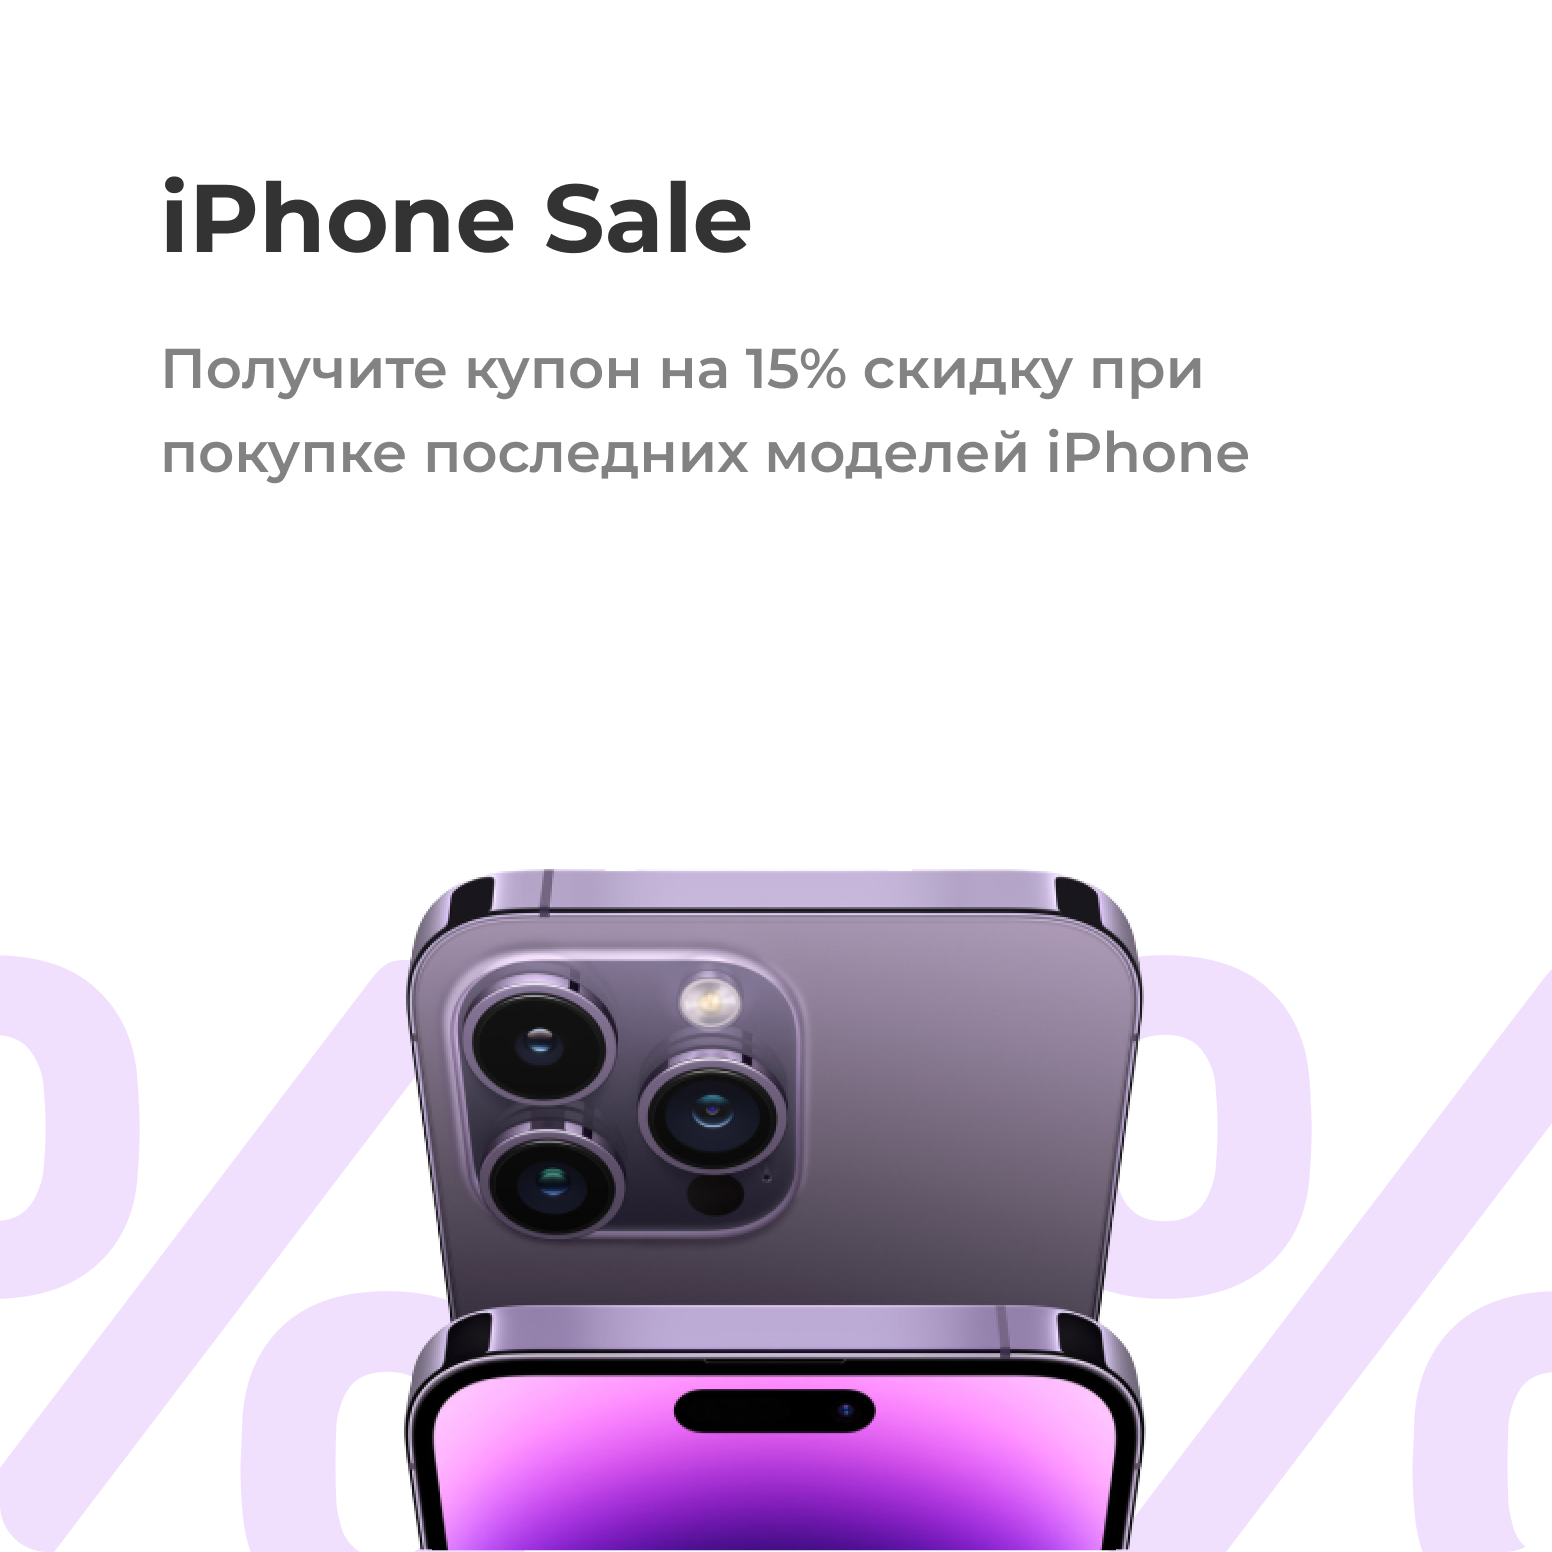 iPhone Sale
Получите купон на 15% скидку при
покупке последних моделей iPhone
% %